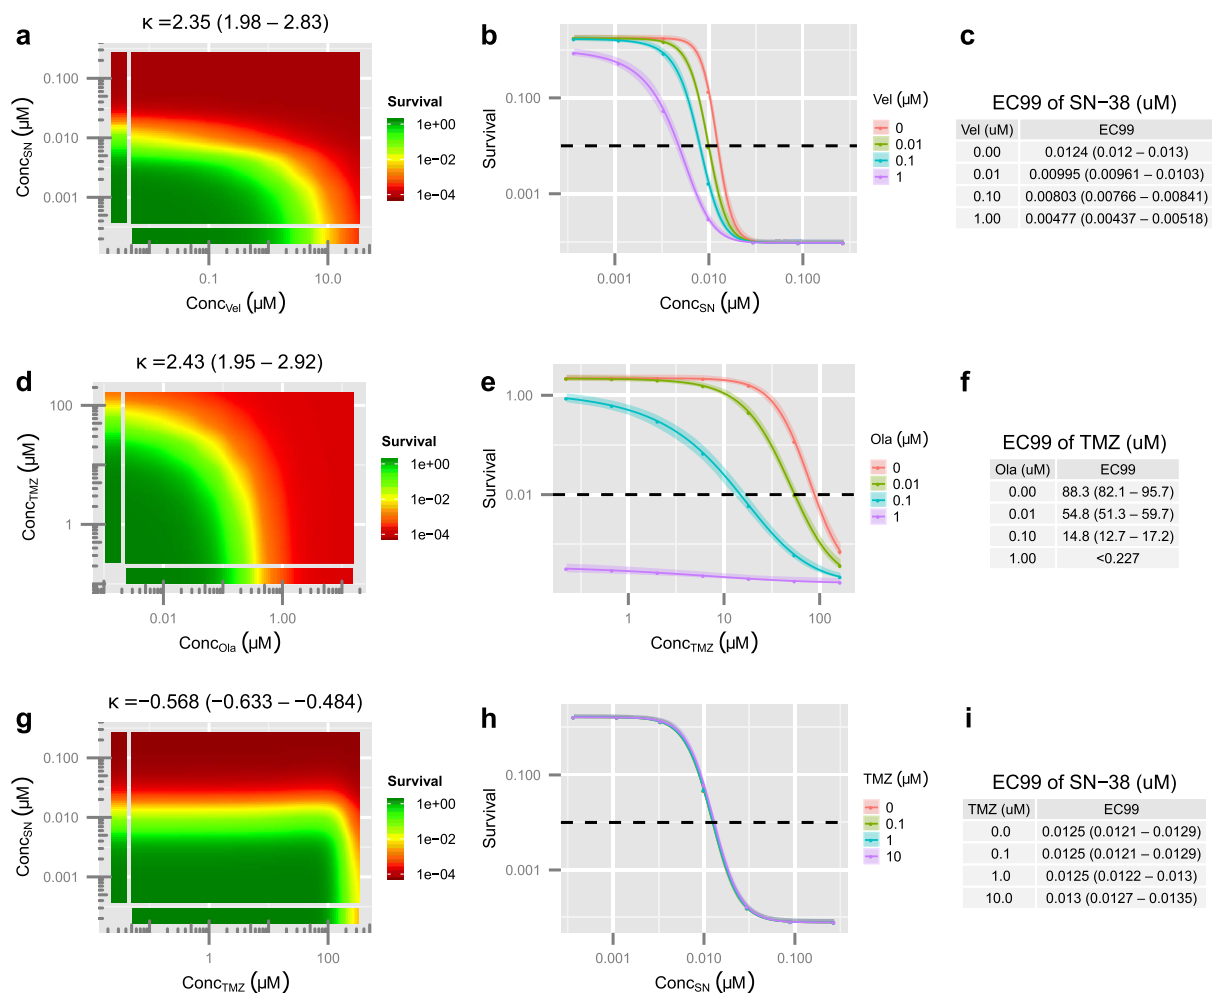 a
κ =2.35 (1.98 − 2.83)
Conc_SN (µM)
0.100
0.010
0.001
0.1
10.0
Conc_Vel (µM)
Survival
1e+00
1e−02
1e−04
b
Survival
0.100
0.001
0.001
0.010
0.100
Conc_SN (µM)
Vel (µM)
0
0.01
0.1
1
c
EC99 of SN−38 (uM)
Vel (uM) EC99
0.00 0.0124 (0.012 − 0.013)
0.01 0.00995 (0.00961 − 0.0103)
0.10 0.00803 (0.00766 − 0.00841)
1.00 0.00477 (0.00437 − 0.00518)
d
κ =2.43 (1.95 − 2.92)
Conc_TMZ (µM)
100
1
0.01
1.00
Conc_Ola (µM)
Survival
1e+00
1e−02
1e−04
e
Survival
1.00
0.01
1
10
100
Conc_TMZ (µM)
Ola (µM)
0
0.01
0.1
1
f
EC99 of TMZ (uM)
Ola (uM) EC99
0.00 88.3 (82.1 − 95.7)
0.01 54.8 (51.3 − 59.7)
0.10 14.8 (12.7 − 17.2)
1.00 <0.227
g
κ =−0.568 (−0.633 − −0.484)
Conc_SN (µM)
0.100
0.010
0.001
1
100
Conc_TMZ (µM)
Survival
1e+00
1e−02
1e−04
h
Survival
0.100
0.001
0.001
0.010
0.100
Conc_SN (µM)
TMZ (µM)
0
0.1
1
10
i
EC99 of SN−38 (uM)
TMZ (uM) EC99
0.0 0.0125 (0.0121 − 0.0129)
0.1 0.0125 (0.0121 − 0.0129)
1.0 0.0125 (0.0122 − 0.013)
10.0 0.013 (0.0127 − 0.0135)